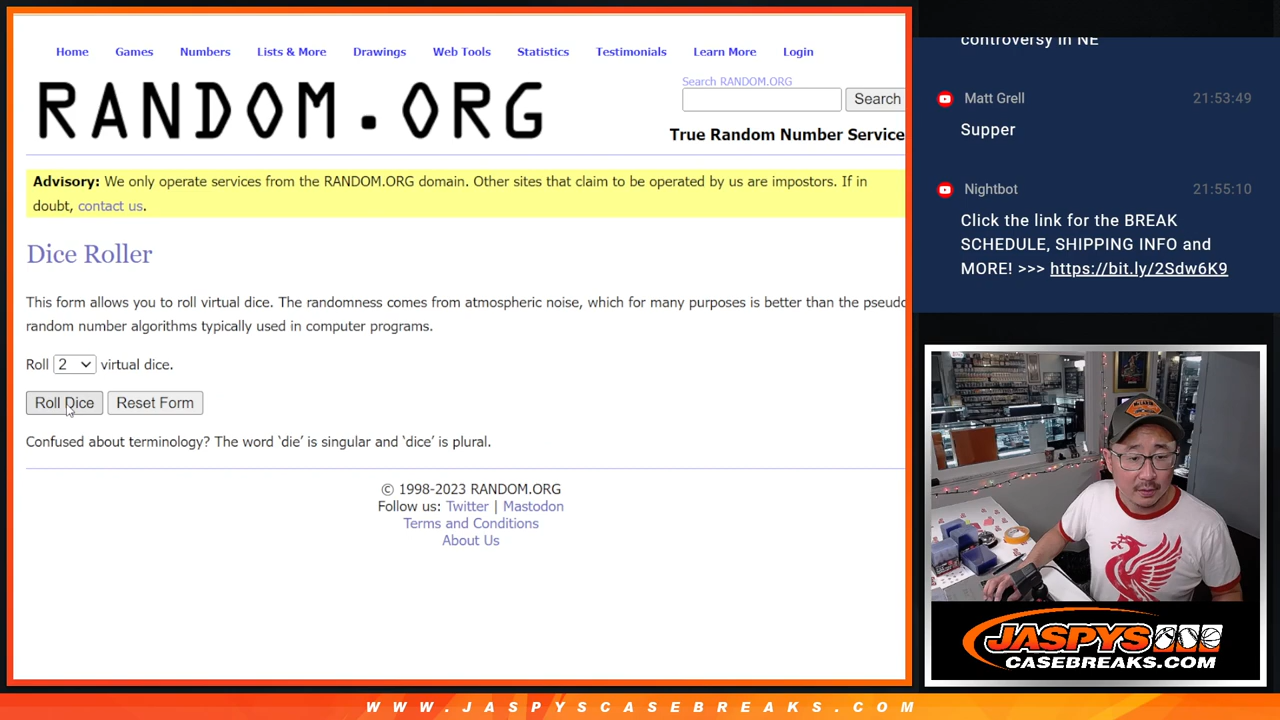 Home Games Numbers Lists & More Drawings Web Tools Statistics Testimonials Learn More Login
RANDOM.ORG
Search RANDOM.ORG
Search
True Random Number Service
Advisory: We only operate services from the RANDOM.ORG domain. Other sites that claim to be operated by us are impostors. If in
doubt, contact us.
Dice Roller
This form allows you to roll virtual dice. The randomness comes from atmospheric noise, which for many purposes is better than the pseudo
random number algorithms typically used in computer programs.
Roll 2 virtual dice.
Roll Dice Reset Form
Confused about terminology? The word ‘die’ is singular and ‘dice’ is plural.
© 1998-2023 RANDOM.ORG
Follow us: Twitter | Mastodon
Terms and Conditions
About Us
controversy in NE
Matt Grell 21:53:49
Supper
Nightbot 21:55:10
Click the link for the BREAK
SCHEDULE, SHIPPING INFO and
MORE! >>> https://bit.ly/2Sdw6K9
JASPYS
CASEBREAKS.COM
WWW.JASPYSCASEBREAKS.COM